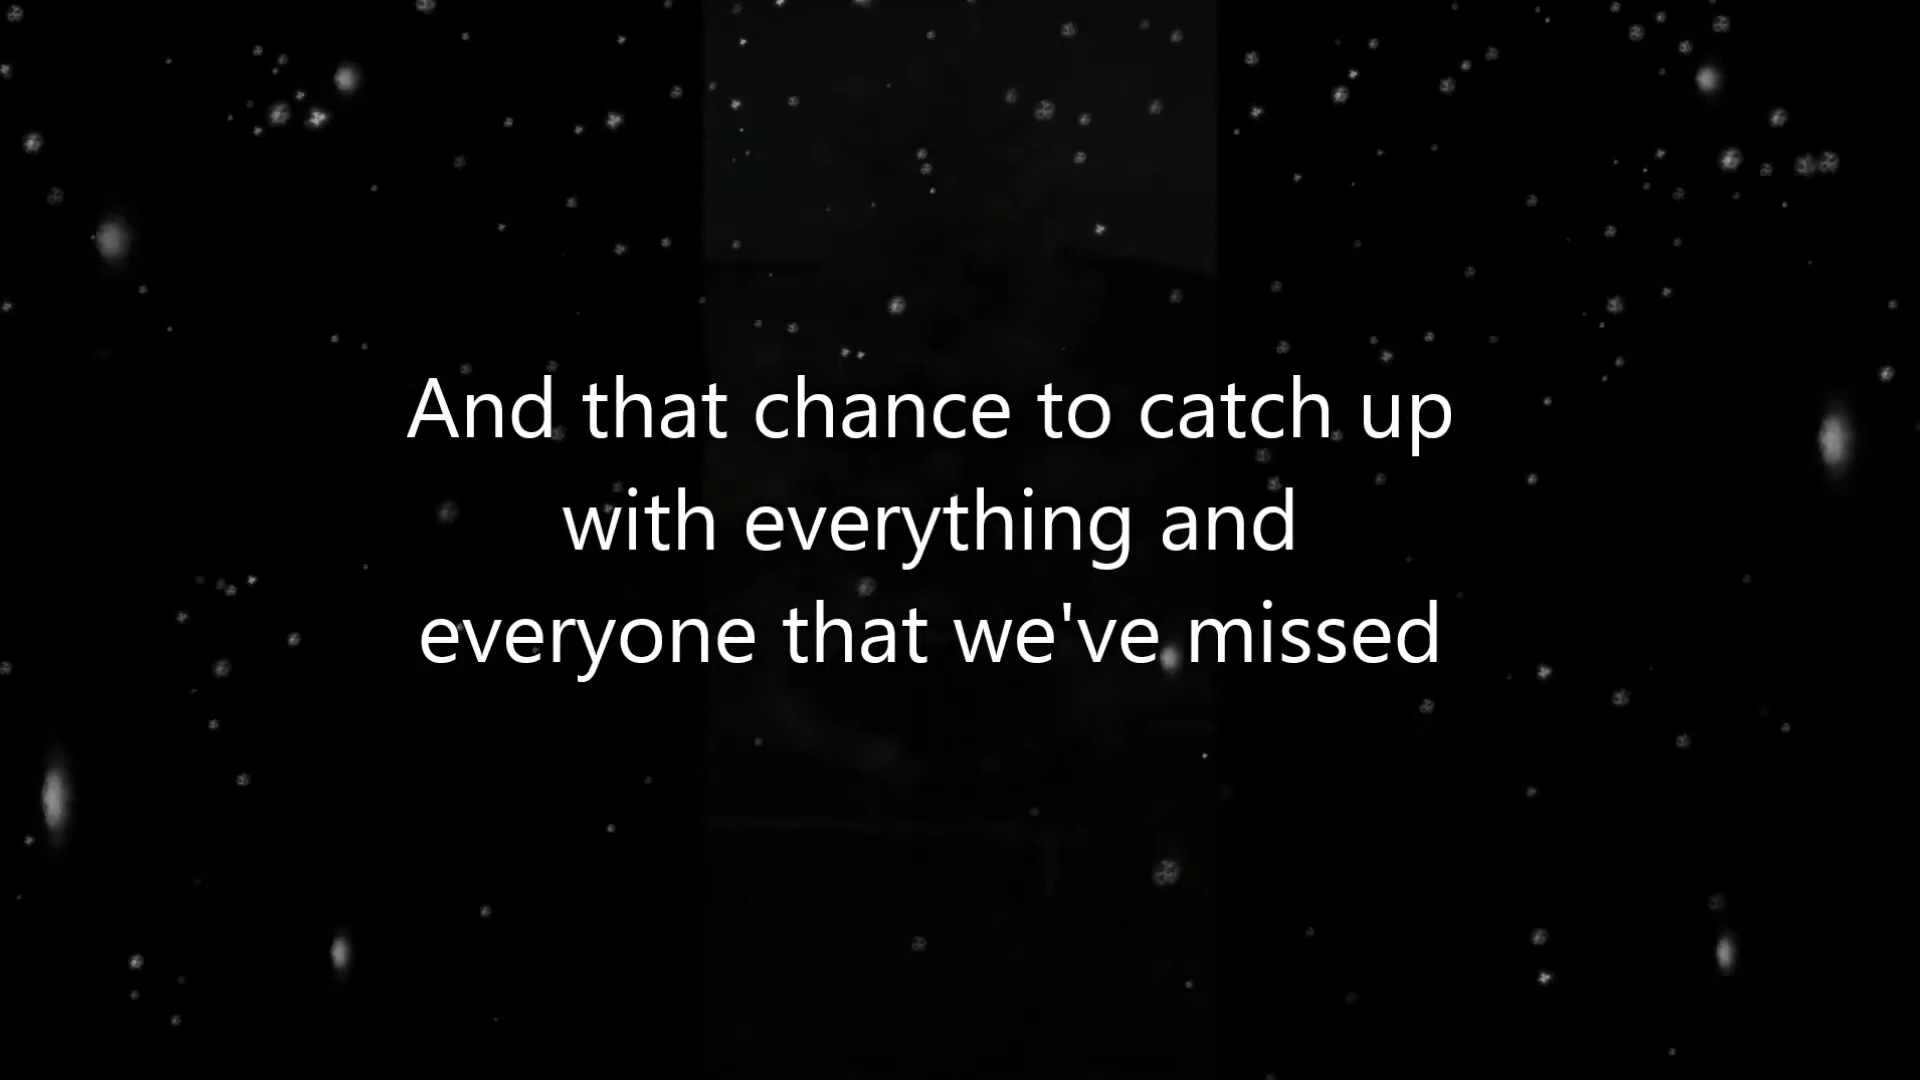 And that chance to catch up
with everything and
everyone that we've missed